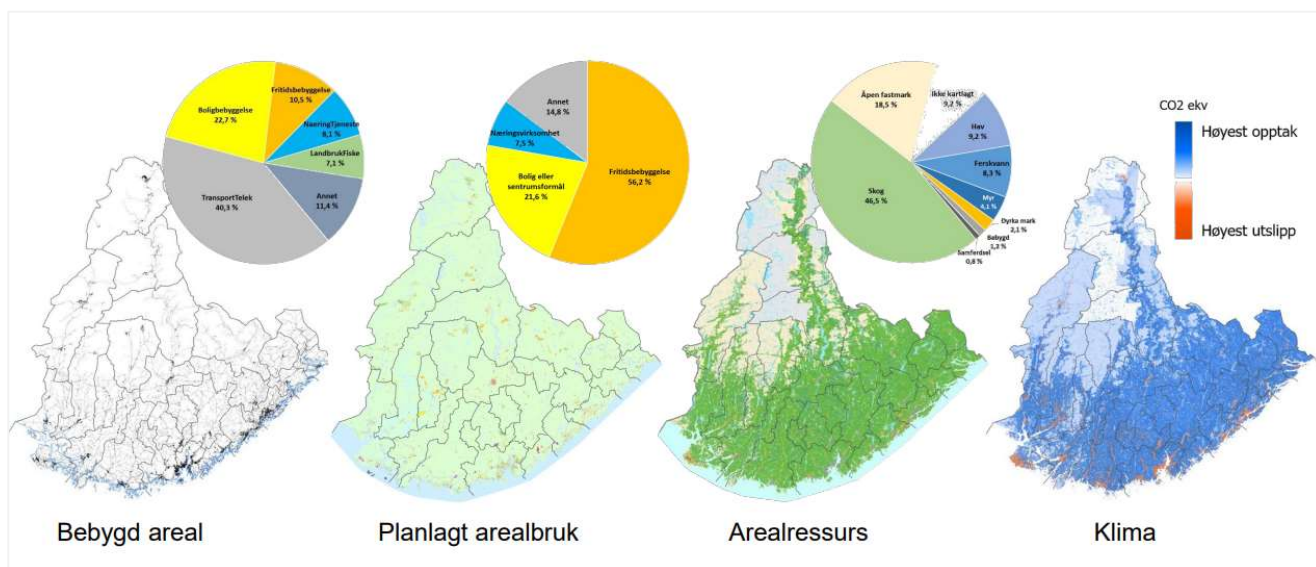 Boligbebyggelse
22,7 %
Fritidsbebyggelse
10,5 %
NaeringTjeneste
8,1 %
LandbrukFiske
7,1 %
Annet
11,4 %
TransportTelek
40,3 %
Annet
14,8 %
Næringsvirksomhet
7,5 %
Bolig eller
sentrumsformål
21,6 %
Fritidsbebyggelse
56,2 %
Åpen fastmark
18,5 %
Ikke kartlagt
9,2 %
Hav
9,2 %
Ferskvann
8,3 %
Myr
4,1 %
Dyrka mark
2,1 %
Bebygd
1,3 %
Samferdsel
0,8 %
Skog
46,5 %
CO2 ekv
Høyest opptak
Høyest utslipp
Bebygd areal
Planlagt arealbruk
Arealressurs
Klima